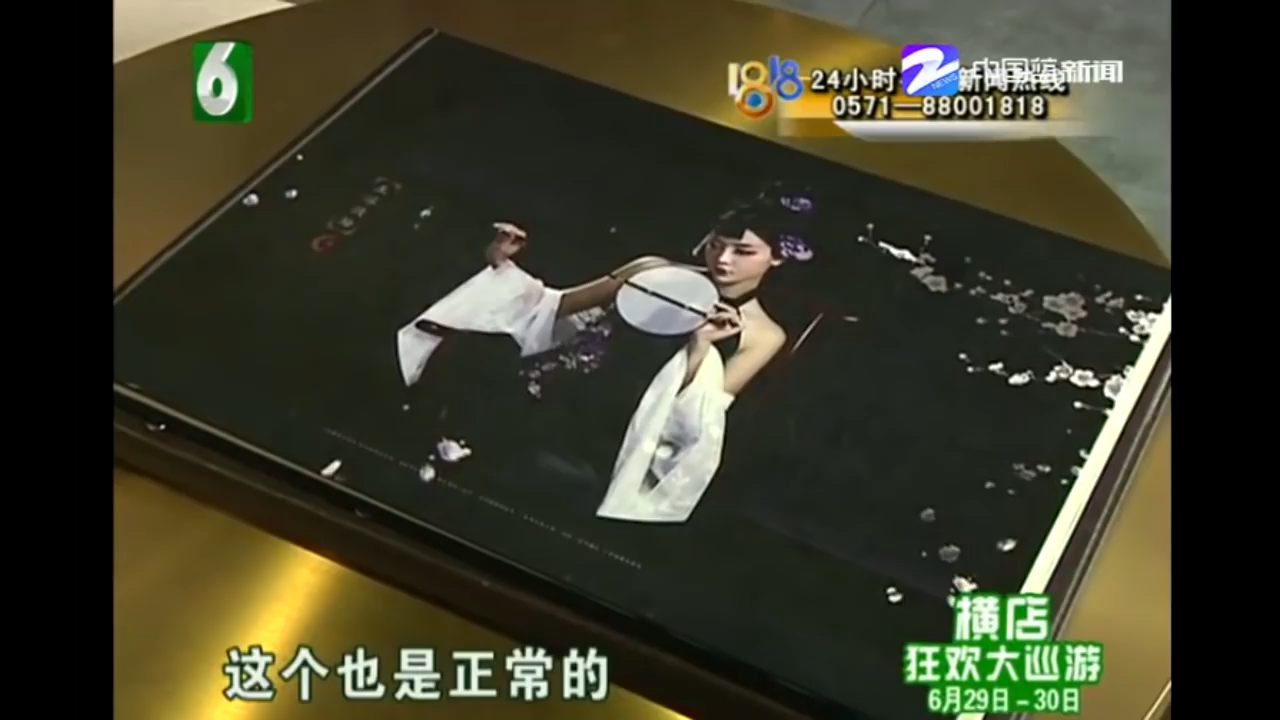 6
1818
24小时
新闻热线
中国蓝新闻
NEWS
0571—88001818
这个也是正常的
横店
狂欢大巡游
6月29日-30日